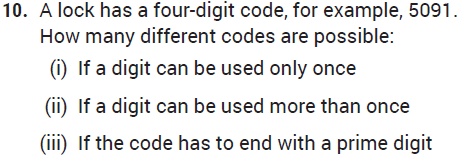 10. A lock has a four-digit code, for example, 5091.
How many different codes are possible:
(i) If a digit can be used only once
(ii) If a digit can be used more than once
(iii) If the code has to end with a prime digit